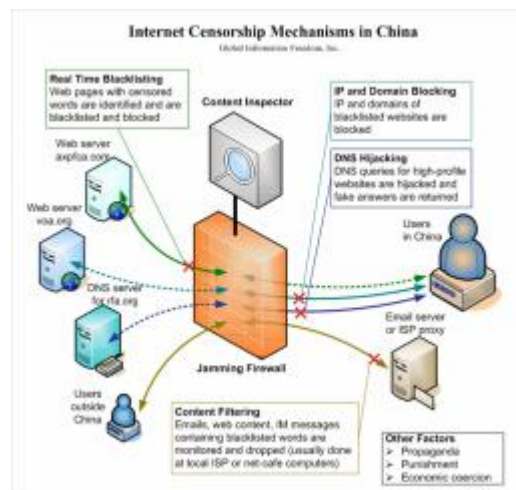 Internet Censorship Mechanisms in China
Global Information Freedom, Inc.
Real Time Blacklisting
Web pages with censored
words are identified and are
blacklisted and blocked
Content Inspector
IP and Domain Blocking
IP and domains of
blacklisted websites are
blocked
DNS Hijacking
DNS queries for high-profile
websites are hijacked and
fake answers are returned
Web server
Web server
voa.org
DNS server
for rfa.org
Users
in China
Email server
or ISP proxy
Jamming Firewall
Users
outside
China
Content Filtering
Emails, web content, IM messages
containing blacklisted words are
monitored and dropped (usually done
at local ISP or net-cafe computers)
Other Factors
➢ Propaganda
➢ Punishment
➢ Economic coercion